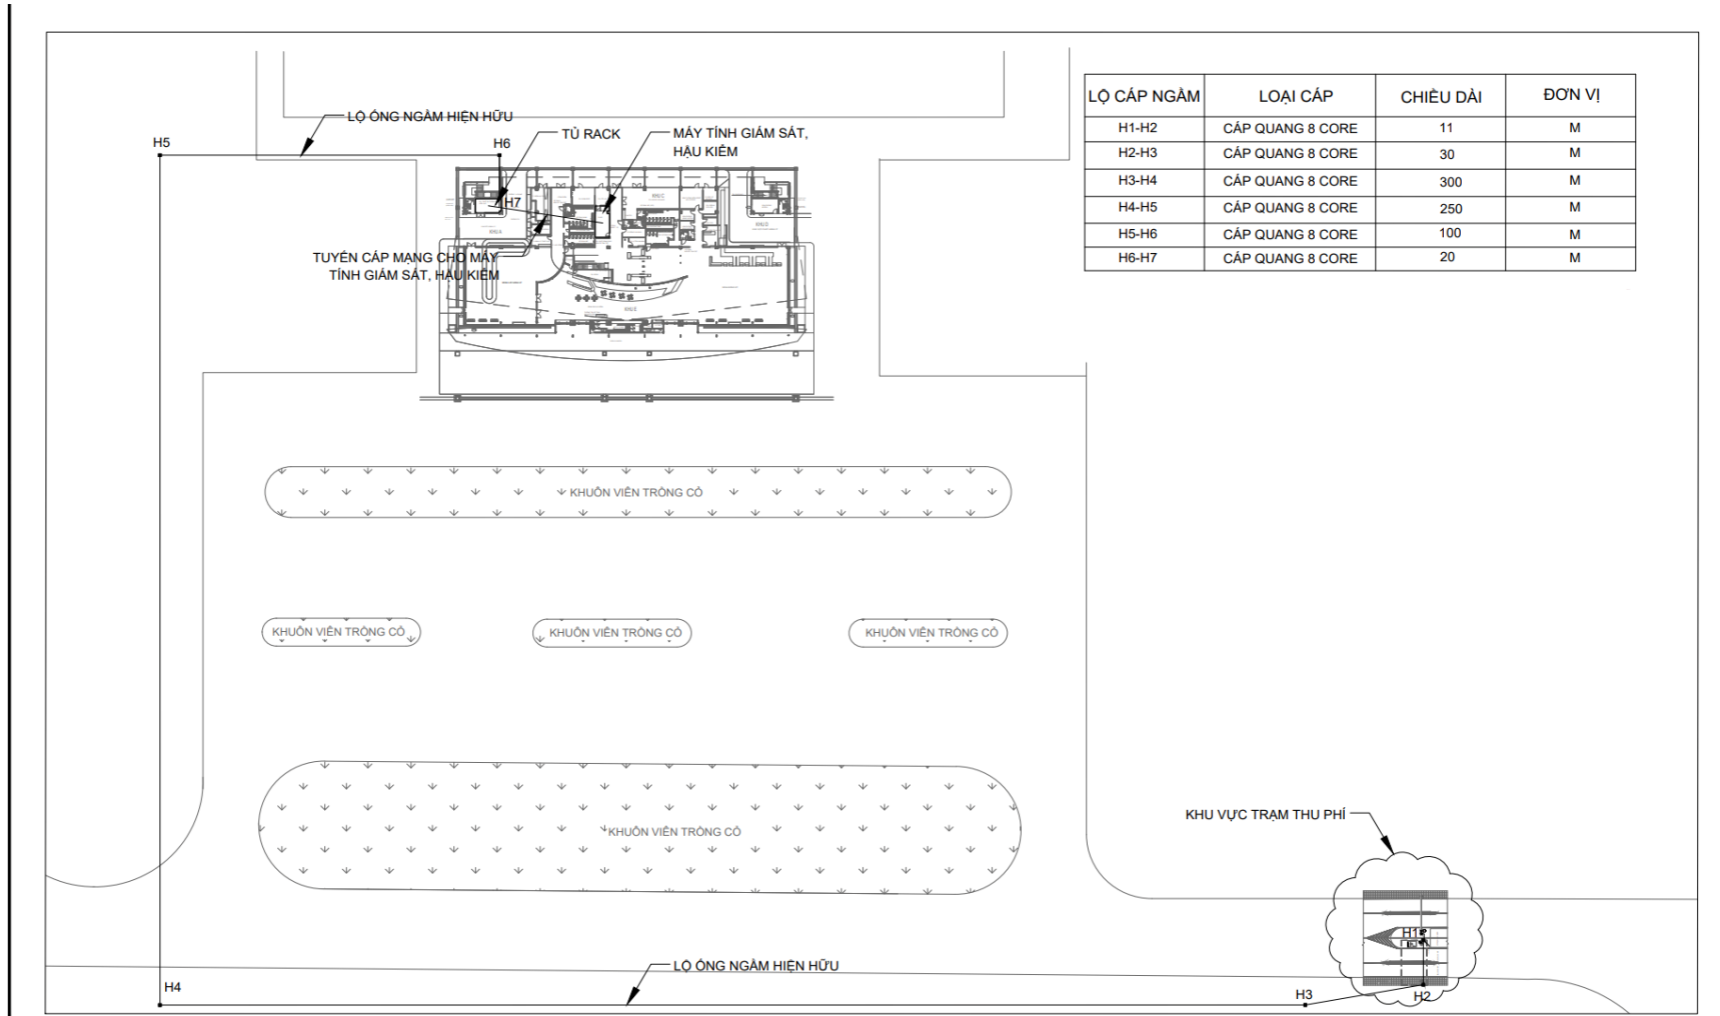 LỘ ỐNG NGẦM HIỆN HỮU
H5
H6
TỦ RACK
MÁY TÍNH GIÁM SÁT,
HẬU KIỂM
H7
TUYẾN CÁP MẠNG CHO MÁY
TÍNH GIÁM SÁT, HẬU KIỂM
LỘ CÁP NGẦM LOẠI CÁP CHIỀU DÀI ĐƠN VỊ
H1-H2 CÁP QUANG 8 CORE 11 M
H2-H3 CÁP QUANG 8 CORE 30 M
H3-H4 CÁP QUANG 8 CORE 300 M
H4-H5 CÁP QUANG 8 CORE 250 M
H5-H6 CÁP QUANG 8 CORE 100 M
H6-H7 CÁP QUANG 8 CORE 20 M
KHUÔN VIÊN TRỒNG CỎ
KHUÔN VIÊN TRỒNG CỎ
KHUÔN VIÊN TRỒNG CỎ
KHUÔN VIÊN TRỒNG CỎ
KHUÔN VIÊN TRỒNG CỎ
KHU VỰC TRẠM THU PHÍ
H1
LỘ ỐNG NGẦM HIỆN HỮU
H4
H3
H2